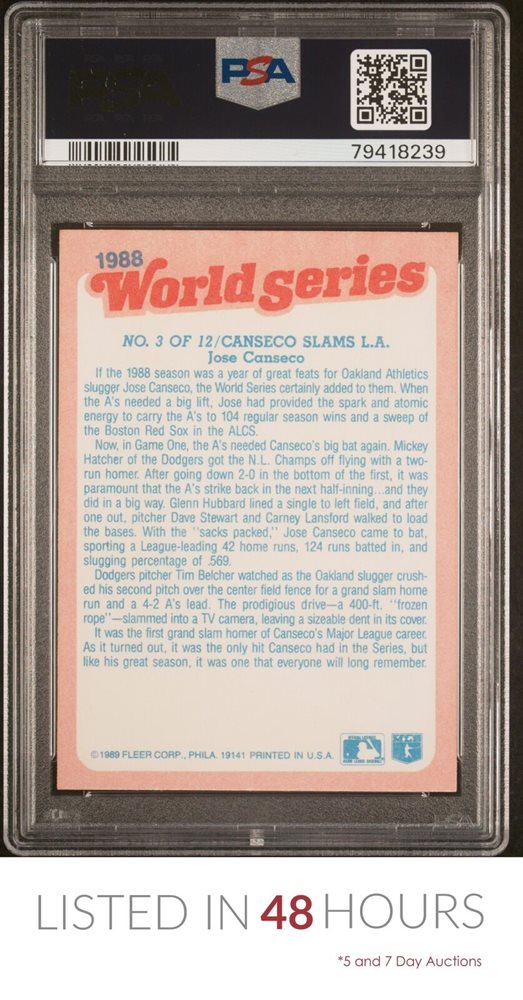 PSA
79418239
1988
World series
NO. 3 OF 12/CANSECO SLAMS L.A.
Jose Canseco
If the 1988 season was a year of great feats for Oakland Athletics
slugger Jose Canseco, the World Series certainly added to them. When
the A's needed a big lift, Jose had provided the spark and atomic
energy to carry the A's to 104 regular season wins and a sweep of
the Boston Red Sox in the ALCS.
Now, in Game One, the A's needed Canseco's big bat again. Mickey
Hatcher of the Dodgers got the N.L. Champs off flying with a two-
run homer. After going down 2-0 in the bottom of the first, it was
paramount that the A's strike back in the next half-inning...and they
did in a big way. Glenn Hubbard lined a single to left field, and after
one out, pitcher Dave Stewart and Carney Lansford walked to load
the bases. With the "sacks packed," Jose Canseco came to bat,
sporting a League-leading 42 home runs, 124 runs batted in, and
slugging percentage of .569.
Dodgers pitcher Tim Belcher watched as the Oakland slugger crush-
ed his second pitch over the center field fence for a grand slam home
run and a 4-2 A's lead. The prodigious drive—a 400-ft. "frozen
rope"—slammed into a TV camera, leaving a sizeable dent in its cover.
It was the first grand slam homer of Canseco's Major League career.
As it turned out, it was the only hit Canseco had in the Series, but
like his great season, it was one that everyone will long remember.
©1989 FLEER CORP., PHILA. 19141 PRINTED IN U.S.A.
LISTED IN 48 HOURS
*5 and 7 Day Auctions